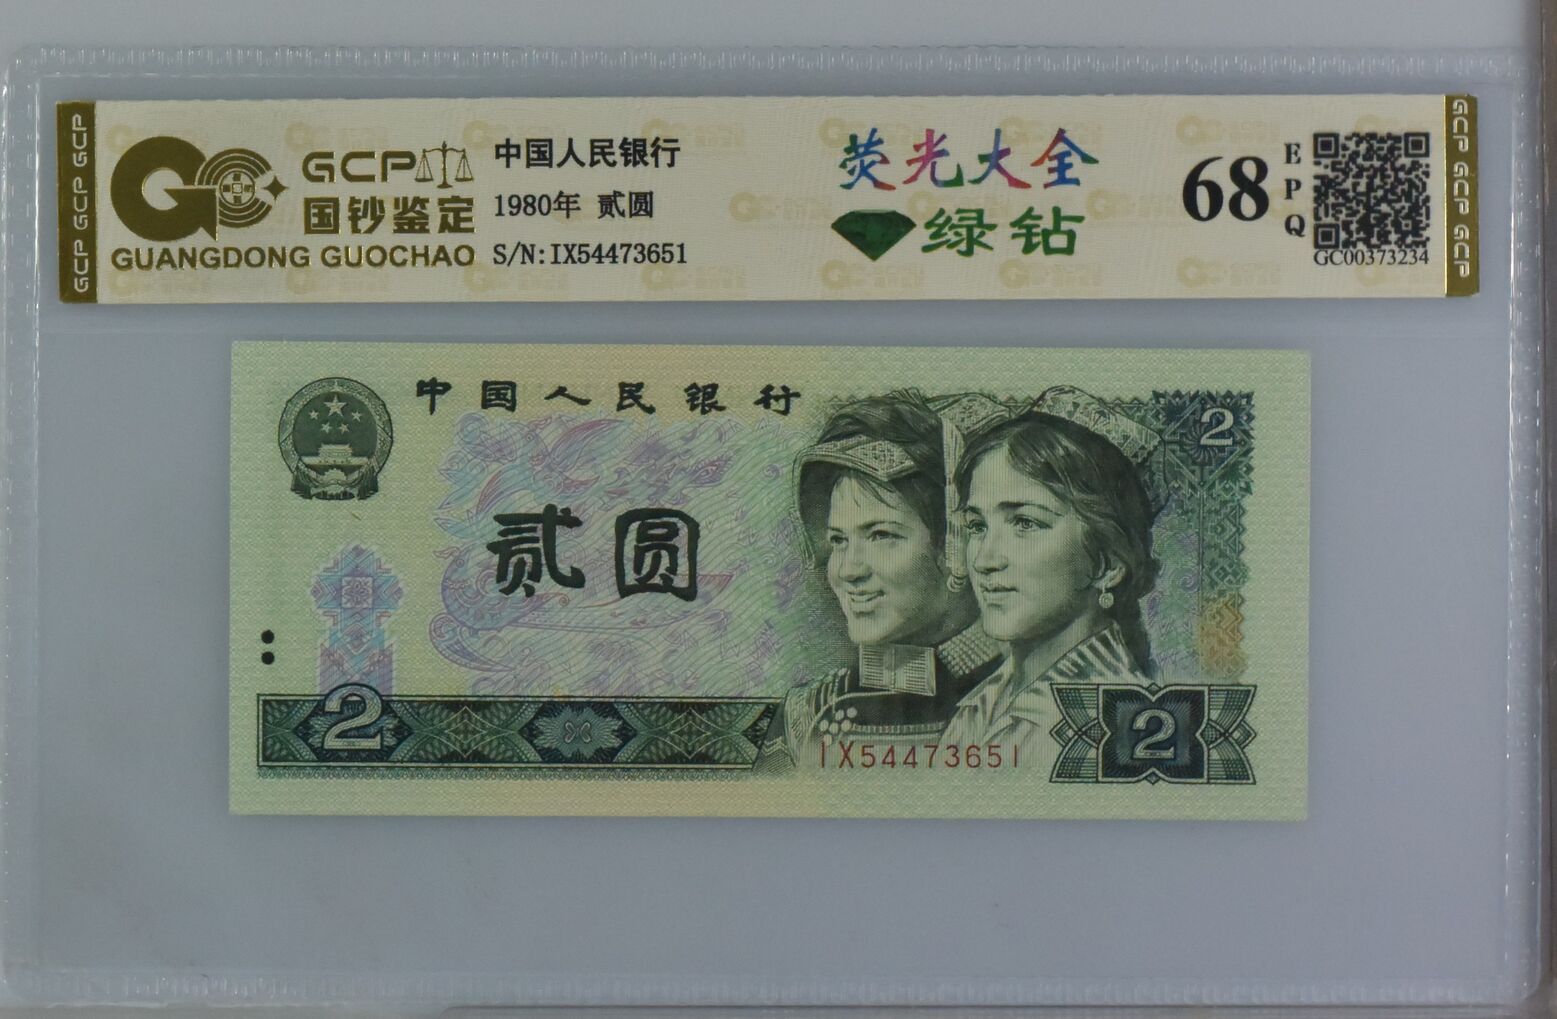 GCP GCP GCP
GCP
国钞鉴定
GUANGDONG GUOCHAO
中国人民银行
1980年 贰圆
S/N:IX54473651
荧光大全
绿钻
68
EPQ
GC00373234
GCP GCP GCP
中国人民银行
2
贰圆
2
IX54473651
2